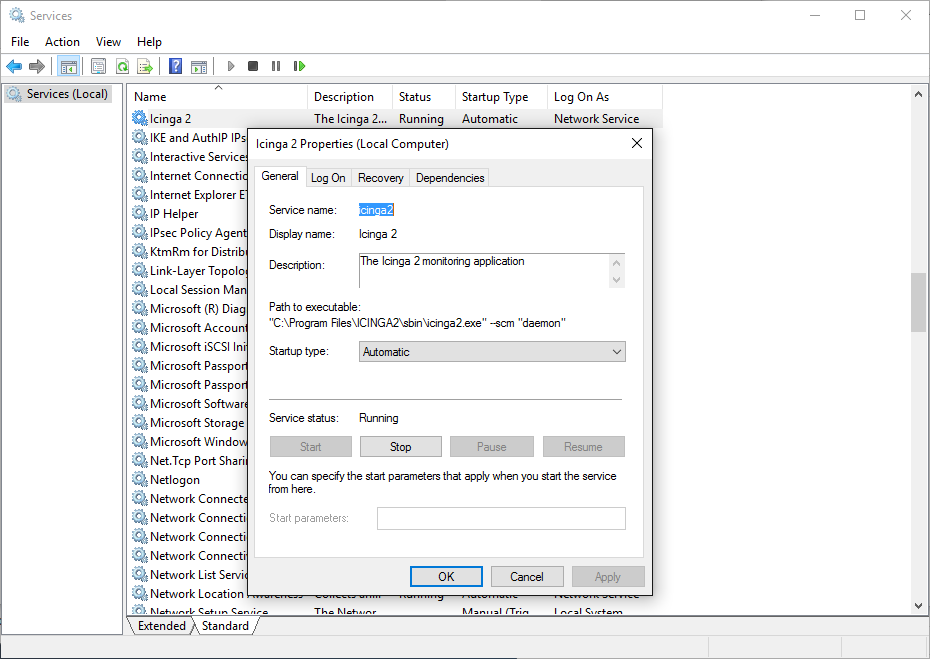 Services
File Action View Help
Services (Local)
Name Description Status Startup Type Log On As
Icinga 2 The Icinga 2... Running Automatic Network Service
IKE and AuthIP IPs
Interactive Services
Internet Connectio
Internet Explorer ET
IP Helper
IPsec Policy Agent
KtmRm for Distrib
Link-Layer Topolog
Local Session Man
Microsoft (R) Diag
Microsoft Account
Microsoft iSCSI Ini
Microsoft Passport
Microsoft Passport
Microsoft Software
Microsoft Storage
Microsoft Window
Net.Tcp Port Sharin
Netlogon
Network Connecte
Network Connecti
Network Connecti
Network Connecti
Network List Servic
Network Location Awareness Collects an... Running Automatic Network Service
Network Setup Service The Networ Manual (Trig Local System
Extended Standard
Icinga 2 Properties (Local Computer)
General Log On Recovery Dependencies
Service name: icinga2
Display name: Icinga 2
Description: The Icinga 2 monitoring application
Path to executable:
"C:\Program Files\ICINGA2\sbin\icinga2.exe" --scm "daemon"
Startup type: Automatic
Service status: Running
Start Stop Pause Resume
You can specify the start parameters that apply when you start the service
from here.
Start parameters:
OK Cancel Apply